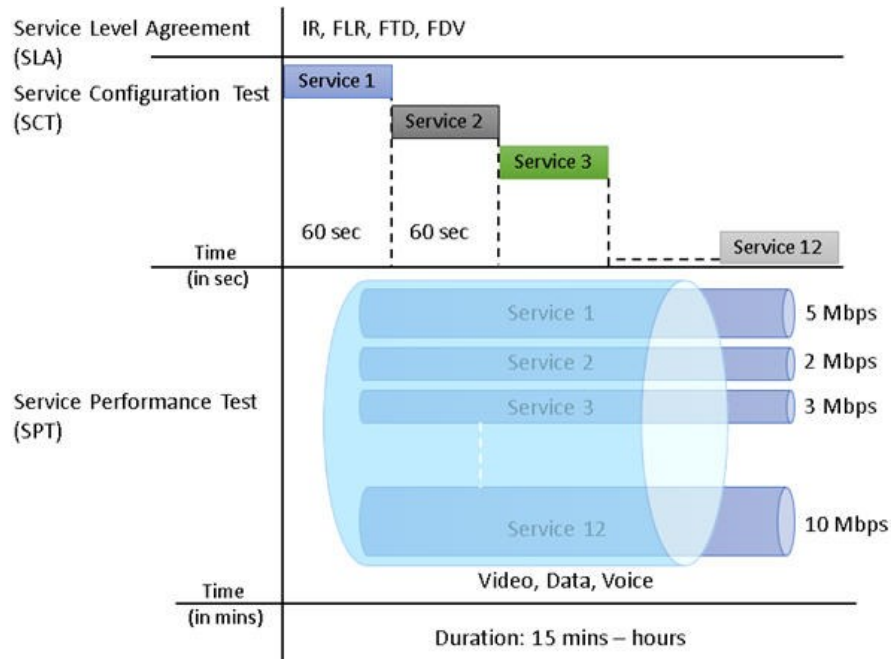 Service Level Agreement
(SLA)
IR, FLR, FTD, FDV
Service Configuration Test
(SCT)
Service 1
Service 2
Service 3
60 sec
60 sec
Service 12
Time
(in sec)
Service Performance Test
(SPT)
Service 1
5 Mbps
Service 2
2 Mbps
Service 3
3 Mbps
Service 12
10 Mbps
Video, Data, Voice
Time
(in mins)
Duration: 15 mins – hours